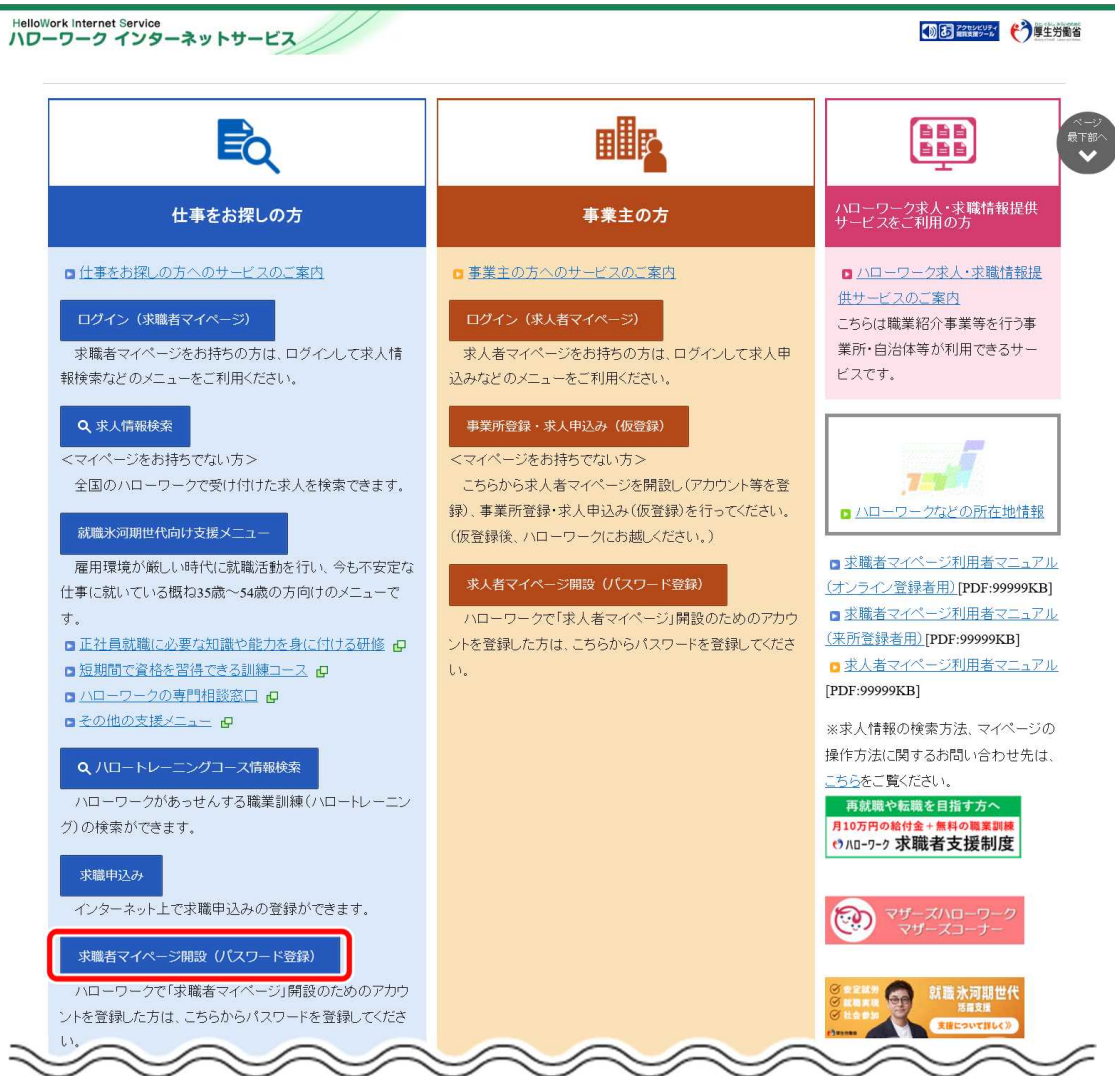 HelloWork Internet Service
ハローワーク インターネットサービス
アクセシビリティ
閲覧支援ツール
厚生労働省
ページ
最下部へ
仕事をお探しの方
仕事をお探しの方へのサービスのご案内
ログイン（求職者マイページ）
求職者マイページをお持ちの方は、ログインして求人情
報検索などのメニューをご利用ください。
求人情報検索
＜マイページをお持ちでない方＞
全国のハローワークで受け付けた求人を検索できます。
就職氷河期世代向け支援メニュー
雇用環境が厳しい時代に就職活動を行い、今も不安定な
仕事に就いている概ね35歳～54歳の方向けのメニューで
す。
正社員就職に必要な知識や能力を身に付ける研修
短期間で資格を習得できる訓練コース
ハローワークの専門相談窓口
その他の支援メニュー
ハロートレーニングコース情報検索
ハローワークがあっせんする職業訓練（ハロートレーニン
グ）の検索ができます。
求職申込み
インターネット上で求職申込みの登録ができます。
求職者マイページ開設（パスワード登録）
ハローワークで「求職者マイページ」開設のためのアカウ
ントを登録した方は、こちらからパスワードを登録してくださ
い。
事業主の方
事業主の方へのサービスのご案内
ログイン（求人者マイページ）
求人者マイページをお持ちの方は、ログインして求人申
込みなどのメニューをご利用ください。
事業所登録・求人申込み（仮登録）
＜マイページをお持ちでない方＞
こちらから求人者マイページを開設し（アカウント等を登
録）、事業所登録・求人申込み（仮登録）を行ってください。
（仮登録後、ハローワークにお越しください。）
求人者マイページ開設（パスワード登録）
ハローワークで「求人者マイページ」開設のためのアカウ
ントを登録した方は、こちらからパスワードを登録してくださ
い。
ハローワーク求人・求職情報提供
サービスをご利用の方
ハローワーク求人・求職情報提
供サービスのご案内
こちらは職業紹介事業等を行う事
業所・自治体等が利用できるサー
ビスです。
ハローワークなどの所在地情報
求職者マイページ利用者マニュアル
（オンライン登録者用）[PDF:99999KB]
求職者マイページ利用者マニュアル
（来所登録者用）[PDF:99999KB]
求人者マイページ利用者マニュアル
[PDF:99999KB]
※求人情報の検索方法、マイページの
操作方法に関するお問い合わせ先は、
こちらをご覧ください。
再就職や転職を目指す方へ
月10万円の給付金＋無料の職業訓練
ハローワーク 求職者支援制度
マザーズハローワーク
マザーズコーナー
安定就労
就職実現
社会参加
就職氷河期世代
活躍支援
支援について詳しく
厚生労働省